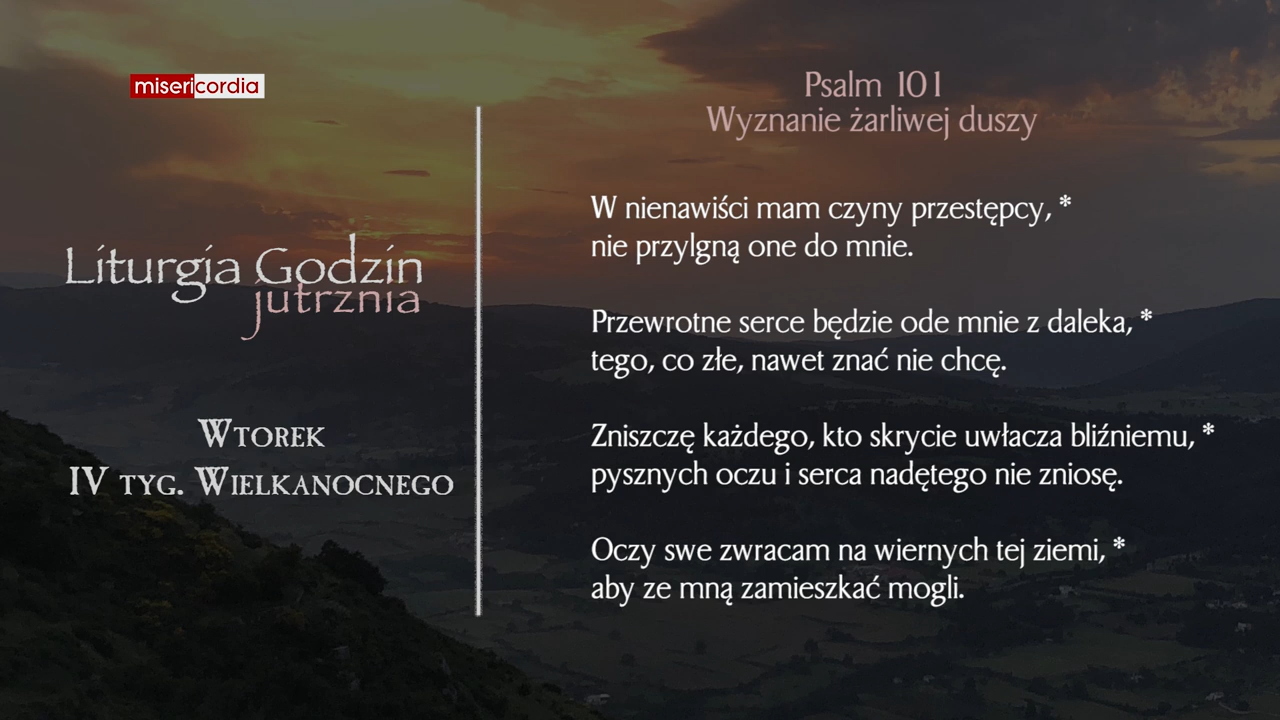 misericordia
Liturgia Godzin
jutrznia
Wtorek
IV tyg. Wielkanocnego
Psalm 101
Wyznanie żarliwej duszy
W nienawiści mam czyny przestępcy, *
nie przylgną one do mnie.
Przewrotne serce będzie ode mnie z daleka, *
tego, co złe, nawet znać nie chcę.
Zniszczę każdego, kto skrycie uwłacza bliźniemu, *
pysznych oczu i serca nadętego nie zniosę.
Oczy swe zwracam na wiernych tej ziemi, *
aby ze mną zamieszkać mogli.